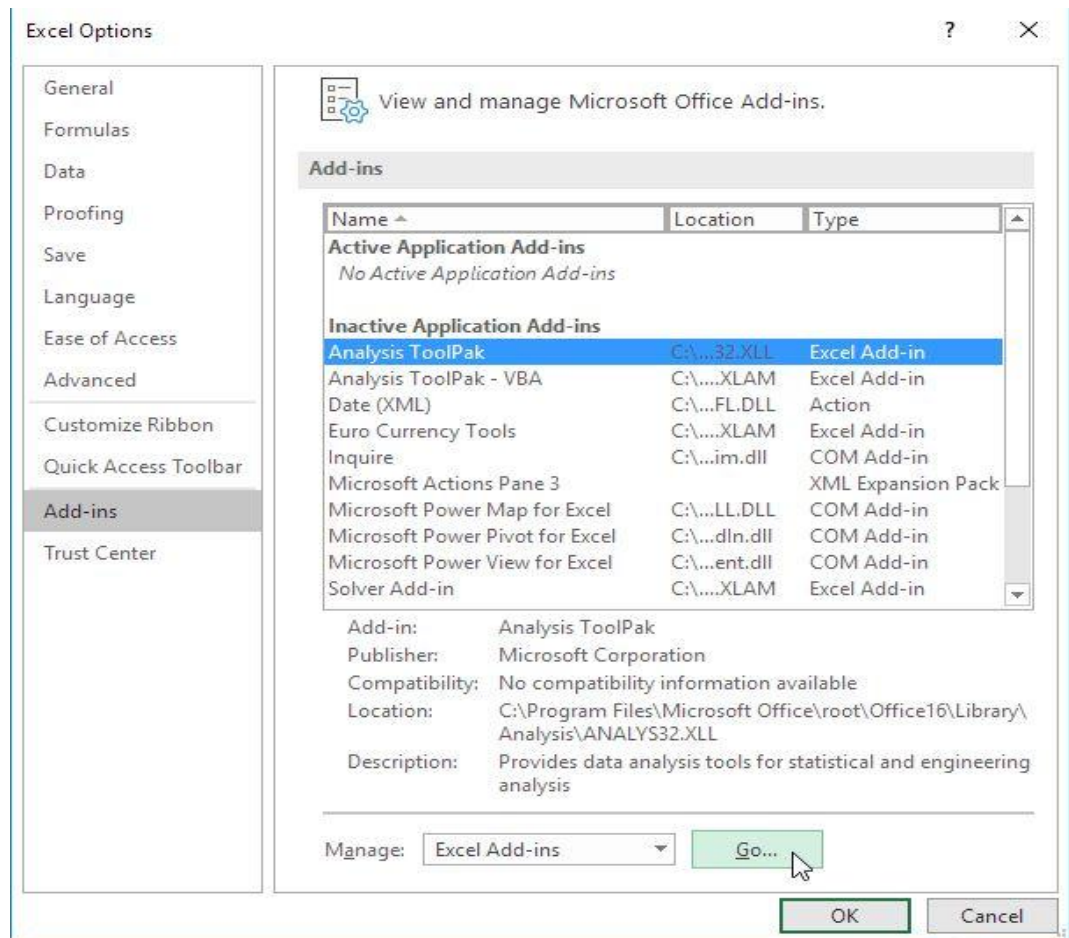 Excel Options ?
General
Formulas
Data
Proofing
Save
Language
Ease of Access
Advanced
Customize Ribbon
Quick Access Toolbar
Add-ins
Trust Center
View and manage Microsoft Office Add-ins.
Add-ins
Name Location Type
Active Application Add-ins
No Active Application Add-ins
Inactive Application Add-ins
Analysis ToolPak C:\...32.XLL Excel Add-in
Analysis ToolPak - VBA C:\....XLAM Excel Add-in
Date (XML) C:\...FL.DLL Action
Euro Currency Tools C:\....XLAM Excel Add-in
Inquire C:\...im.dll COM Add-in
Microsoft Actions Pane 3 XML Expansion Pack
Microsoft Power Map for Excel C:\...LL.DLL COM Add-in
Microsoft Power Pivot for Excel C:\...dln.dll COM Add-in
Microsoft Power View for Excel C:\...ent.dll COM Add-in
Solver Add-in C:\....XLAM Excel Add-in
Add-in: Analysis ToolPak
Publisher: Microsoft Corporation
Compatibility: No compatibility information available
Location: C:\Program Files\Microsoft Office\root\Office16\Library\
Analysis\ANALYS32.XLL
Description: Provides data analysis tools for statistical and engineering
analysis
Manage: Excel Add-ins Go...
OK Cancel